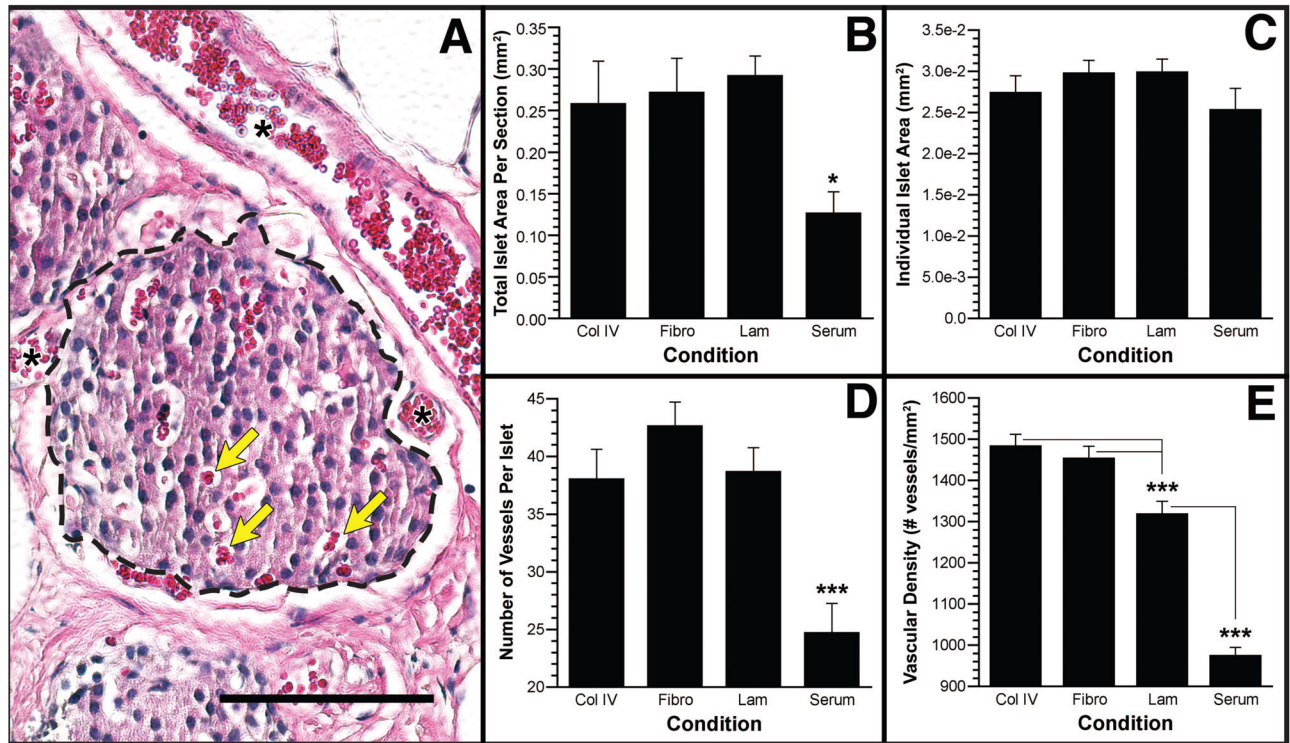 A
*
*
*
B
Total Islet Area Per Section (mm²)
0.35
0.30
0.25
0.20
0.15
0.10
0.05
0.00
*
Col IV Fibro Lam Serum
Condition
C
Individual Islet Area (mm²)
3.5e-2
3.0e-2
2.5e-2
2.0e-2
1.5e-2
1.0e-2
5.0e-3
0.0
Col IV Fibro Lam Serum
Condition
D
Number of Vessels Per Islet
45
40
35
30
25
20
***
Col IV Fibro Lam Serum
Condition
E
Vascular Density (# vessels/mm²)
1600
1500
1400
1300
1200
1100
1000
900
***
***
Col IV Fibro Lam Serum
Condition